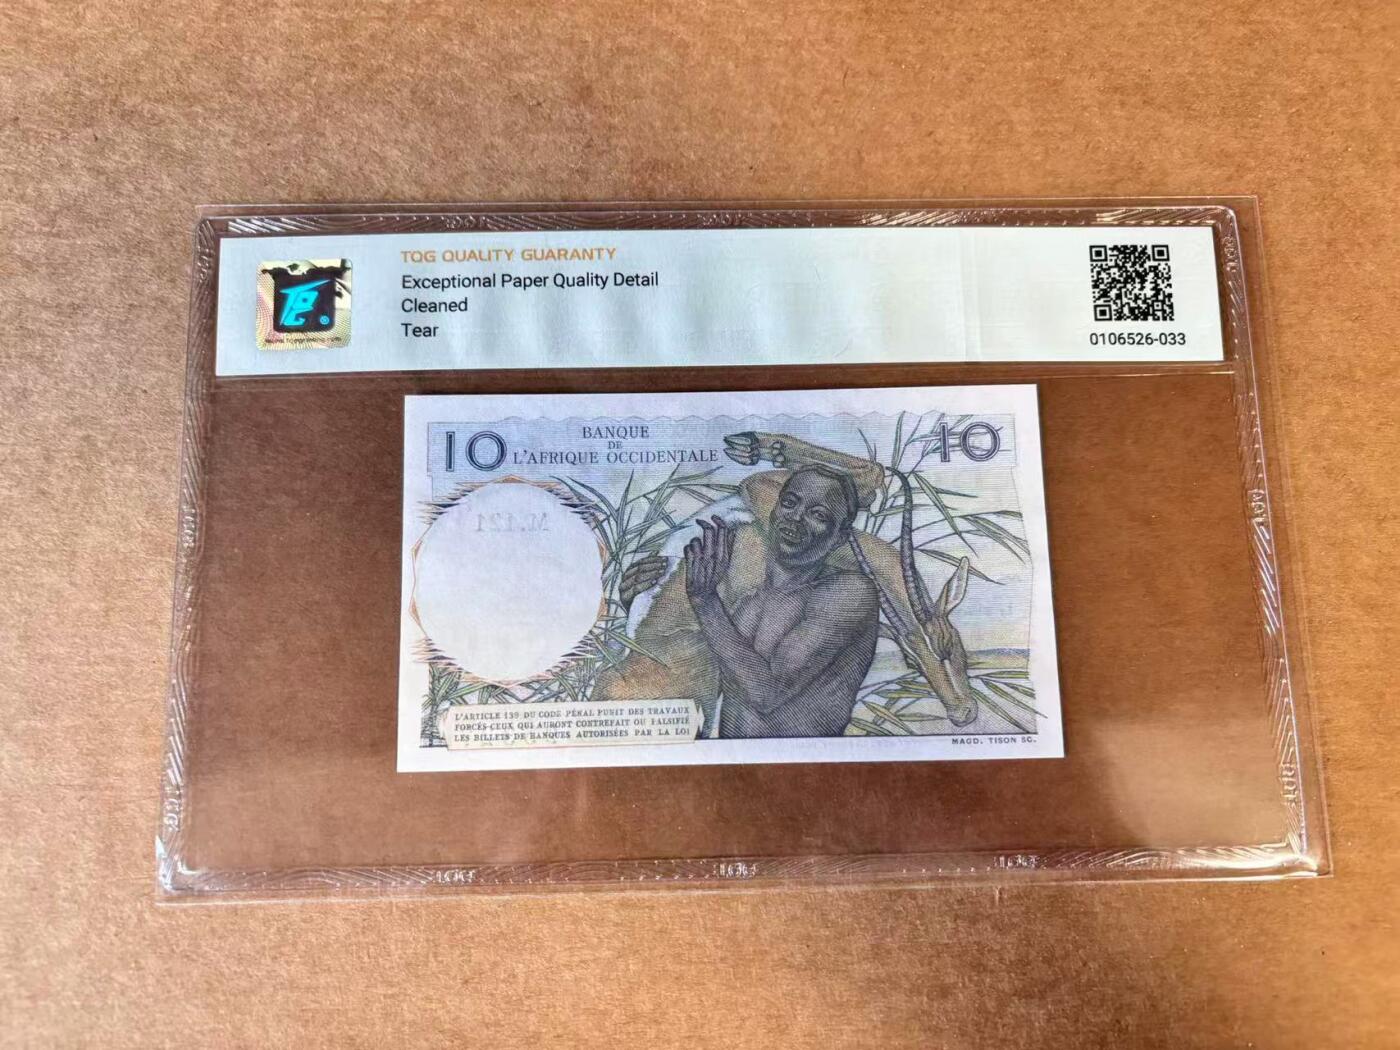 TQG QUALITY GUARANTY
Exceptional Paper Quality Detail
Cleaned
Tear
0106526-033
10
BANQUE
DE
L'AFRIQUE OCCIDENTALE
10
M.121
L'ARTICLE 139 DU CODE PÉNAL PUNIT DES TRAVAUX
FORCÉS CEUX QUI AURONT CONTREFAIT OU FALSIFIÉ
LES BILLETS DE BANQUES AUTORISÉES PAR LA LOI
MAGD. TISON SC.